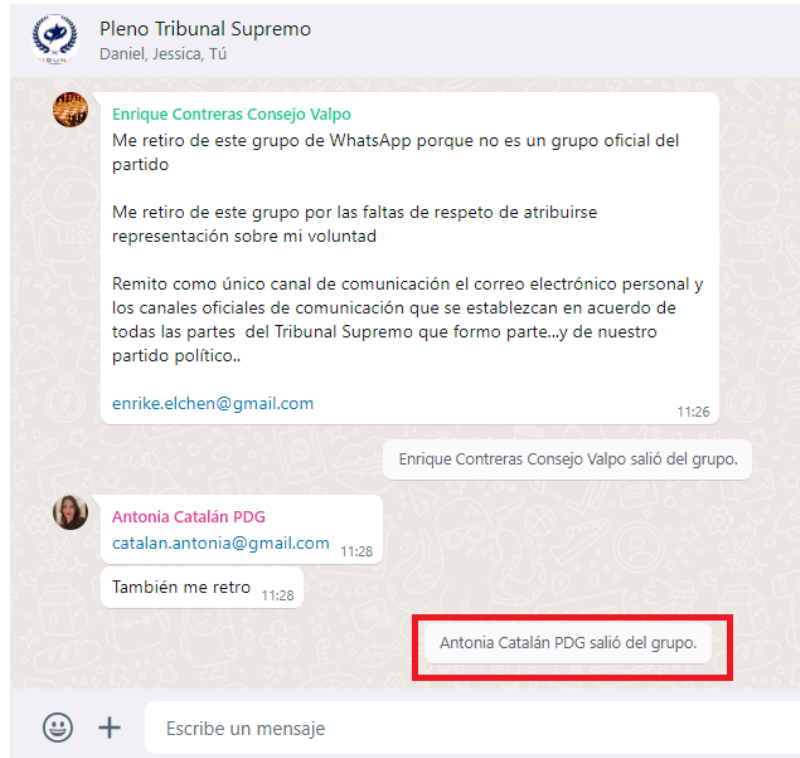 Pleno Tribunal Supremo
Daniel, Jessica, Tú
Enrique Contreras Consejo Valpo
Me retiro de este grupo de WhatsApp porque no es un grupo oficial del
partido
Me retiro de este grupo por las faltas de respeto de atribuirse
representación sobre mi voluntad
Remito como único canal de comunicación el correo electrónico personal y
los canales oficiales de comunicación que se establezcan en acuerdo de
todas las partes  del Tribunal Supremo que formo parte...y de nuestro
partido político..
enrike.elchen@gmail.com
11:26
Enrique Contreras Consejo Valpo salió del grupo.
Antonia Catalán PDG
catalan.antonia@gmail.com 11:28
También me retro 11:28
Antonia Catalán PDG salió del grupo.
Escribe un mensaje